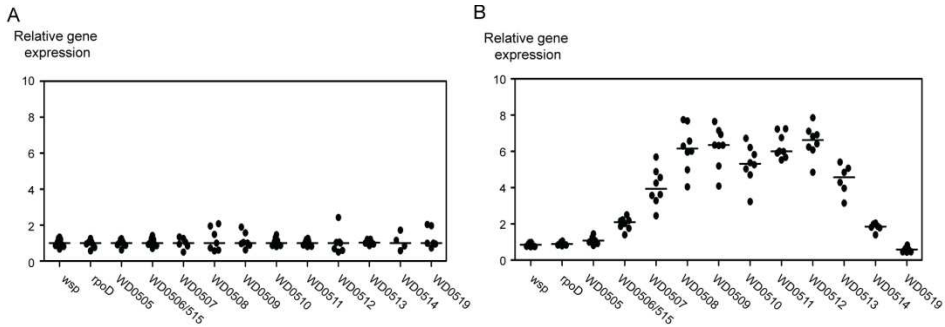 A
Relative gene
expression
10
8
6
4
2
0
wsp
rpoD
WD0505
WD0506/515
WD0507
WD0508
WD0509
WD0510
WD0511
WD0512
WD0513
WD0514
WD0519
B
Relative gene
expression
10
8
6
4
2
0
wsp
rpoD
WD0505
WD0506/515
WD0507
WD0508
WD0509
WD0510
WD0511
WD0512
WD0513
WD0514
WD0519